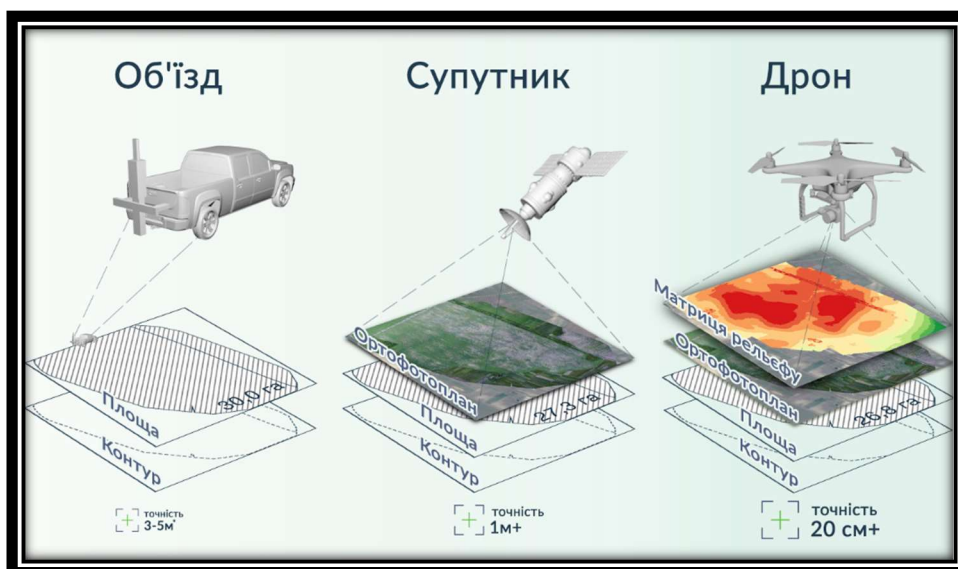 Об'їзд
Площа
30,0 га
Контур
точність
3-5м*
Супутник
Ортофотоплан
Площа
27,3 га
Контур
точність
1м+
Дрон
Матриця рельєфу
Ортофотоплан
Площа
26,8 га
Контур
точність
20 см+